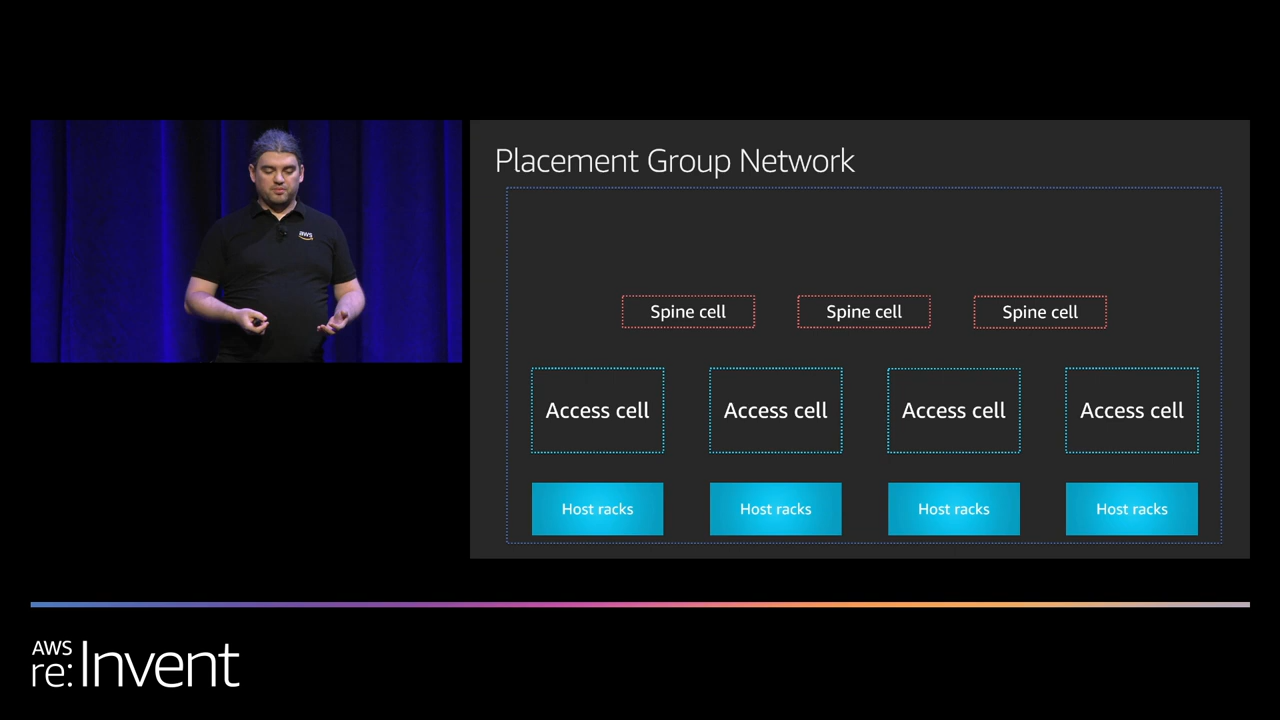 aws
Placement Group Network
Spine cell
Spine cell
Spine cell
Access cell
Access cell
Access cell
Access cell
Host racks
Host racks
Host racks
Host racks
AWS
re:Invent